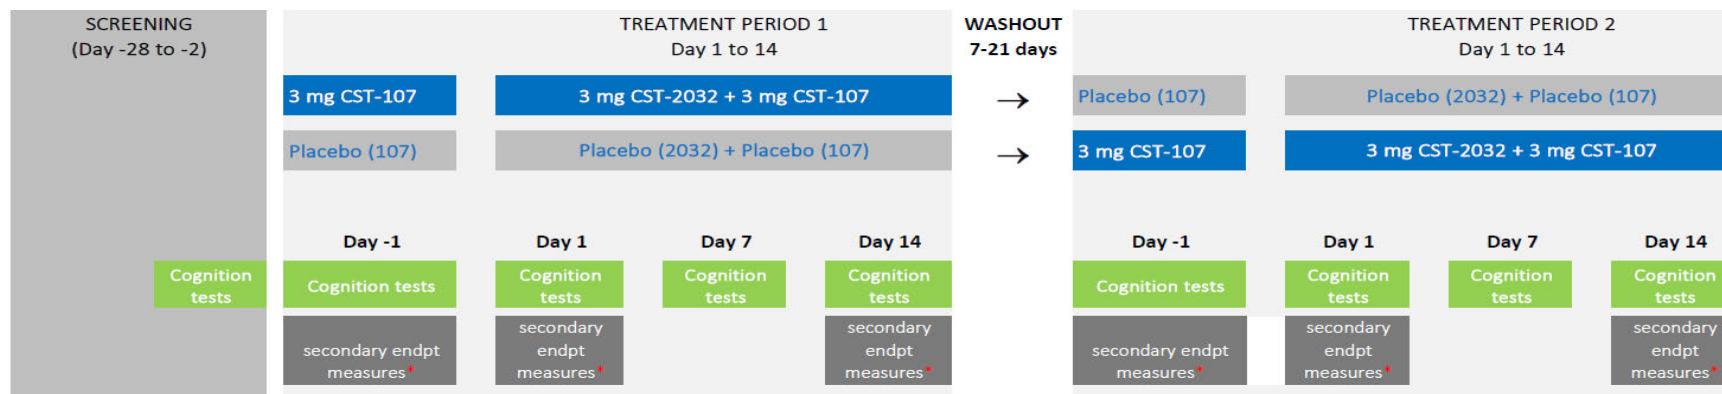 SCREENING
(Day -28 to -2)
TREATMENT PERIOD 1
Day 1 to 14
WASHOUT
7-21 days
TREATMENT PERIOD 2
Day 1 to 14
3 mg CST-107
3 mg CST-2032 + 3 mg CST-107
→
Placebo (107)
Placebo (2032) + Placebo (107)
Placebo (107)
Placebo (2032) + Placebo (107)
→
3 mg CST-107
3 mg CST-2032 + 3 mg CST-107
Day -1
Day 1
Day 7
Day 14
Day -1
Day 1
Day 7
Day 14
Cognition
tests
Cognition tests
Cognition
tests
Cognition
tests
Cognition
tests
Cognition tests
Cognition
tests
Cognition
tests
Cognition
tests
secondary endpt
measures*
secondary
endpt
measures*
secondary
endpt
measures*
secondary endpt
measures*
secondary
endpt
measures*
secondary
endpt
measures*